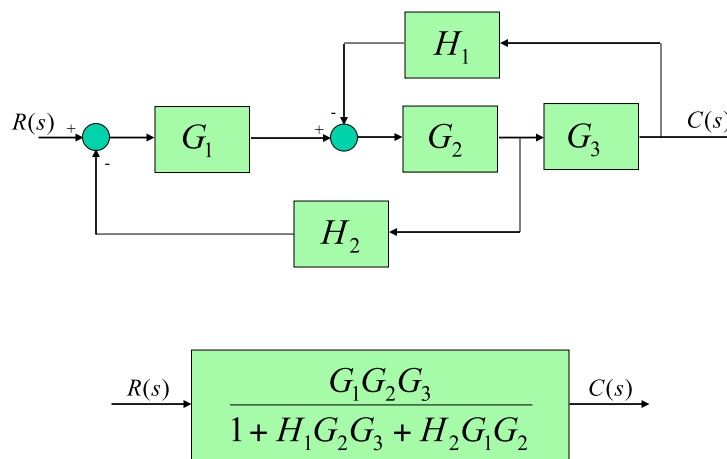 H₁
-
R(s) + G₁ + G₂ G₃ C(s)
-
H₂
R(s) G₁G₂G₃ C(s)
1 + H₁G₂G₃ + H₂G₁G₂